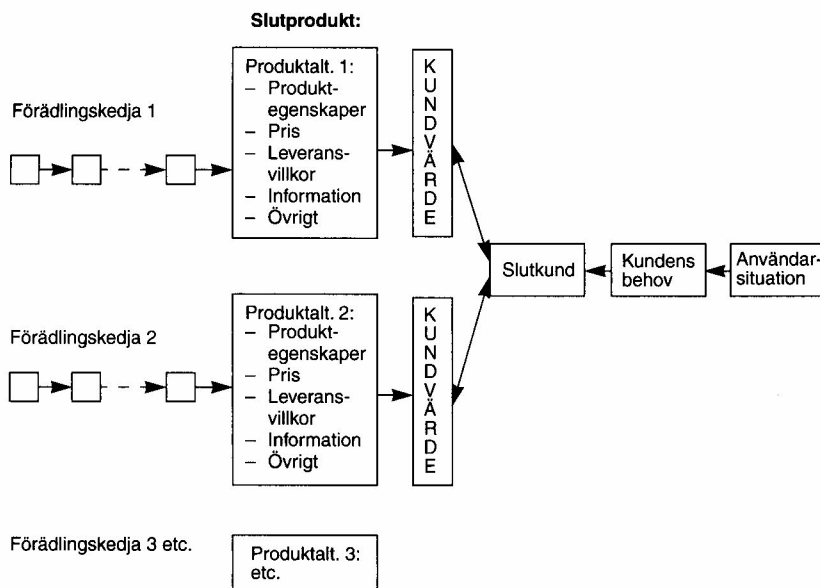 Slutprodukt:
Förädlingskedja 1
Produktalt. 1:
– Produkt-
egenskaper
– Pris
– Leverans-
villkor
– Information
– Övrigt
K
U
N
D
V
Ä
R
D
E
Förädlingskedja 2
Produktalt. 2:
– Produkt-
egenskaper
– Pris
– Leverans-
villkor
– Information
– Övrigt
K
U
N
D
V
Ä
R
D
E
Slutkund
Kundens
behov
Användar-
situation
Förädlingskedja 3 etc.
Produktalt. 3:
etc.